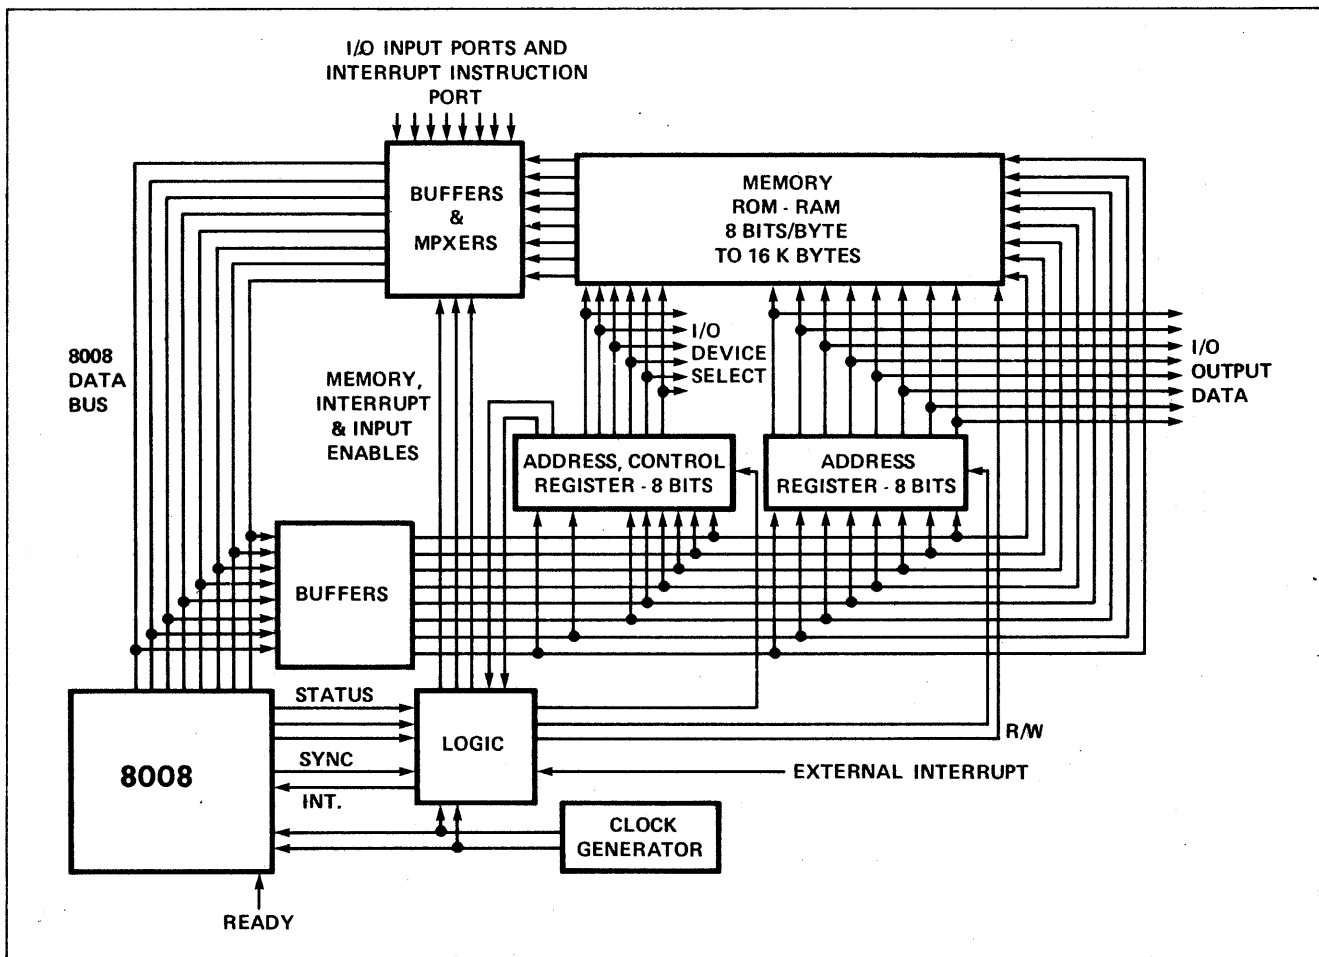 I/O INPUT PORTS AND
INTERRUPT INSTRUCTION
PORT
BUFFERS
&
MPXERS
MEMORY
ROM - RAM
8 BITS/BYTE
TO 16 K BYTES
8008
DATA
BUS
MEMORY,
INTERRUPT
& INPUT
ENABLES
I/O
DEVICE
SELECT
I/O
OUTPUT
DATA
ADDRESS, CONTROL
REGISTER - 8 BITS
ADDRESS
REGISTER - 8 BITS
BUFFERS
STATUS
LOGIC
R/W
SYNC
8008
INT.
EXTERNAL INTERRUPT
CLOCK
GENERATOR
READY